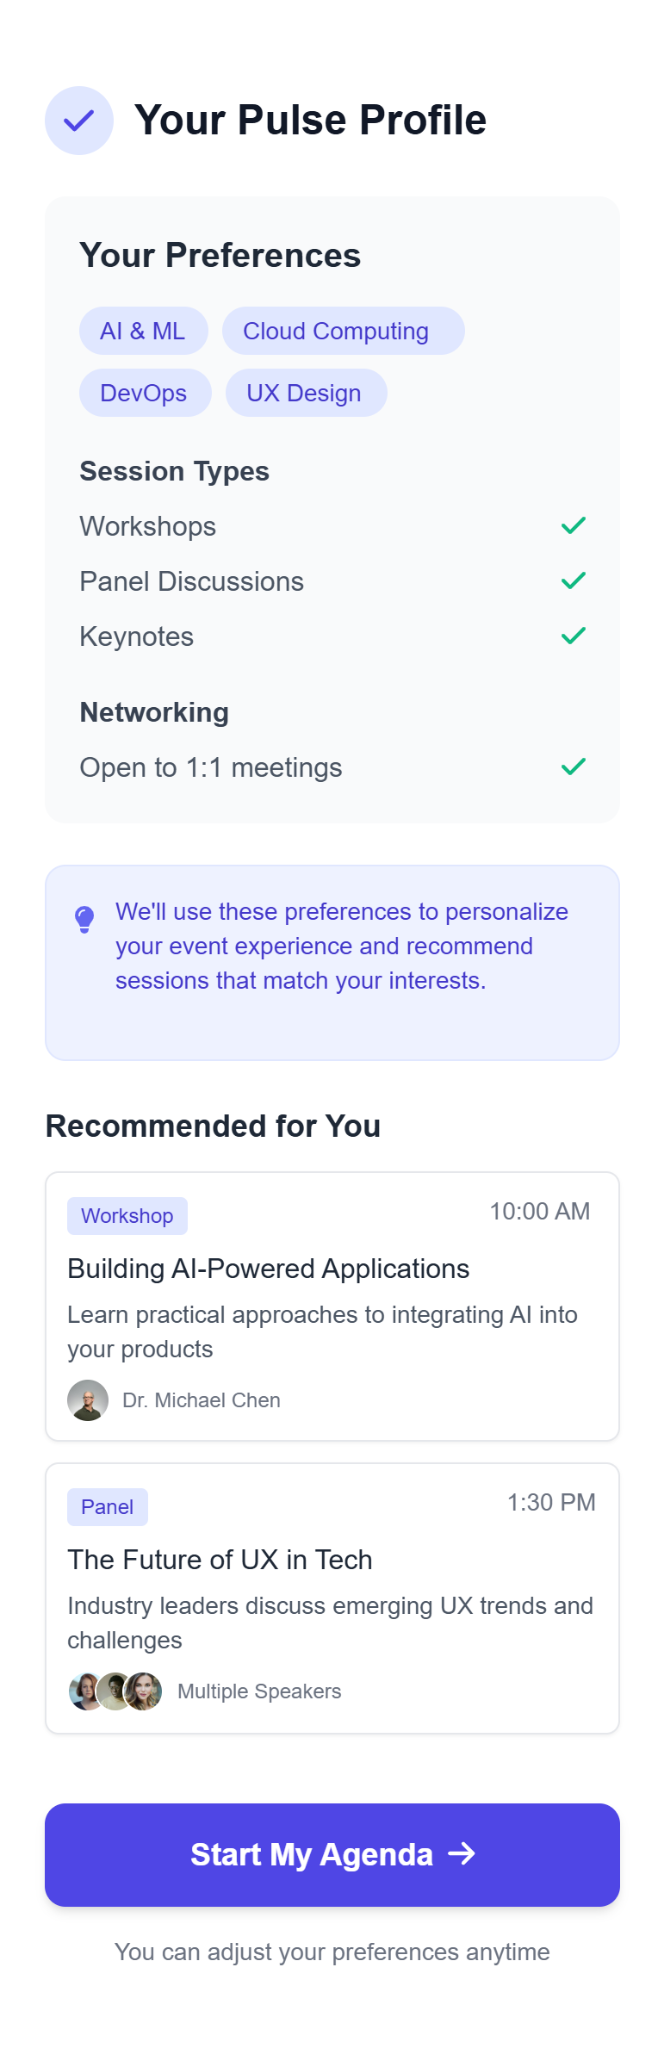 Your Pulse Profile
Your Preferences
AI & ML
Cloud Computing
DevOps
UX Design
Session Types
Workshops
Panel Discussions
Keynotes
Networking
Open to 1:1 meetings
We'll use these preferences to personalize
your event experience and recommend
sessions that match your interests.
Recommended for You
Workshop
10:00 AM
Building AI-Powered Applications
Learn practical approaches to integrating AI into
your products
Dr. Michael Chen
Panel
1:30 PM
The Future of UX in Tech
Industry leaders discuss emerging UX trends and
challenges
Multiple Speakers
Start My Agenda
You can adjust your preferences anytime